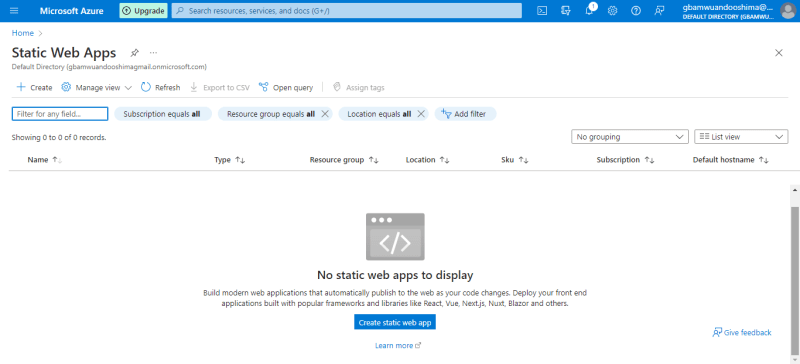 Microsoft Azure Upgrade Search resources, services, and docs (G+/) 1 gbamwuandooshima@...
DEFAULT DIRECTORY (GBAMWU...
Home >
Static Web Apps ...
Default Directory (gbamwuandooshimagmail.onmicrosoft.com)
+ Create Manage view Refresh Export to CSV Open query Assign tags
Filter for any field... Subscription equals all Resource group equals all Location equals all Add filter
Showing 0 to 0 of 0 records. No grouping List view
Name Type Resource group Location Sku Subscription Default hostname
No static web apps to display
Build modern web applications that automatically publish to the web as your code changes. Deploy your front end
applications built with popular frameworks and libraries like React, Vue, Next.js, Nuxt, Blazor and others.
Create static web app
Learn more
Give feedback